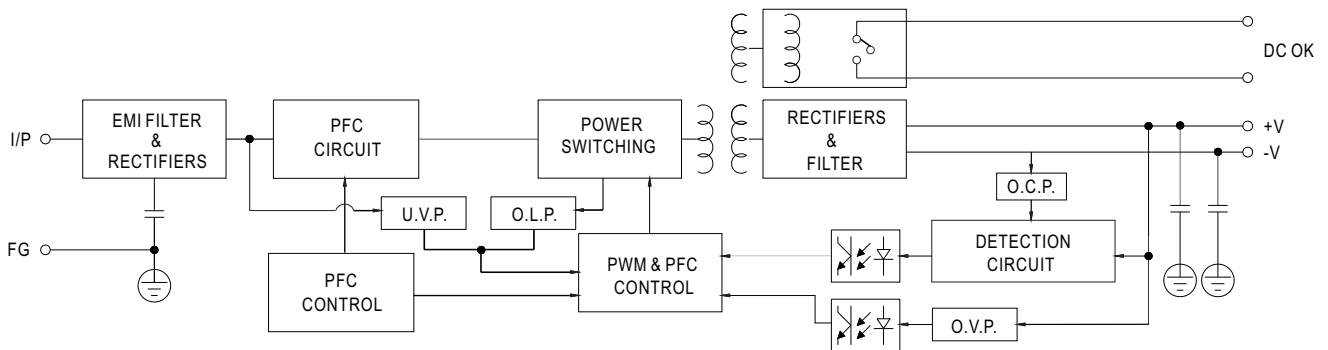 DC OK
I/P
EMI FILTER
&
RECTIFIERS
PFC
CIRCUIT
POWER
SWITCHING
RECTIFIERS
&
FILTER
+V
-V
O.C.P.
U.V.P.
O.L.P.
FG
PFC
CONTROL
PWM & PFC
CONTROL
DETECTION
CIRCUIT
O.V.P.